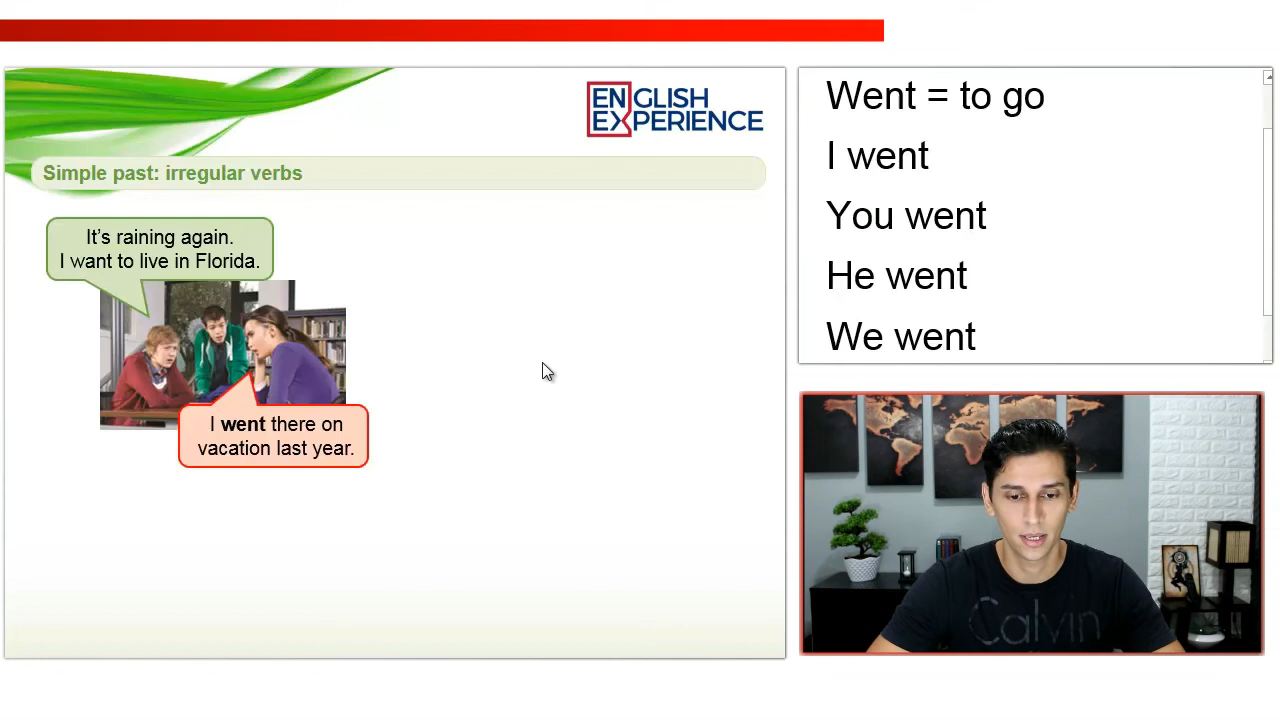 ENGLISH
EXPERIENCE
Simple past: irregular verbs
It's raining again.
I want to live in Florida.
I went there on
vacation last year.
Went = to go
I went
You went
He went
We went
Calvin